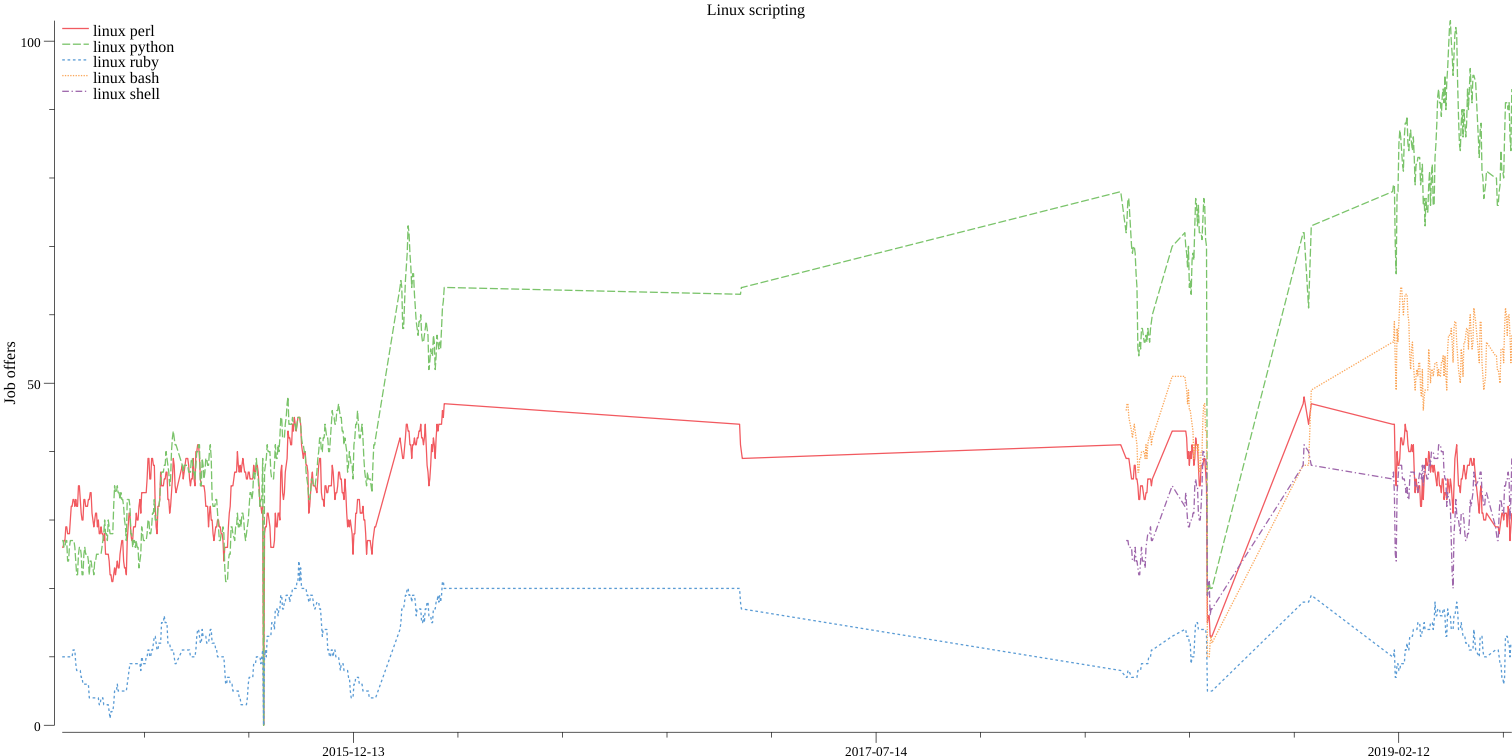 Linux scripting
linux perl
linux python
linux ruby
linux bash
linux shell
100
50
0
Job offers
2015-12-13
2017-07-14
2019-02-12